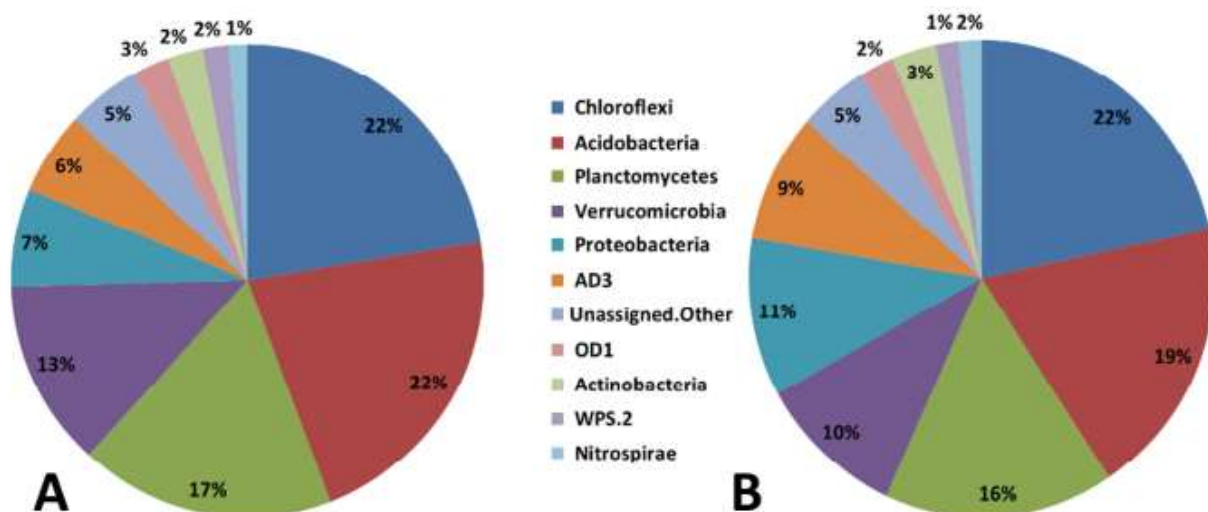 3%
2%
2%
1%
5%
6%
7%
13%
17%
22%
22%
A
Chloroflexi
Acidobacteria
Planctomycetes
Verrucomicrobia
Proteobacteria
AD3
Unassigned.Other
OD1
Actinobacteria
WPS.2
Nitrospirae
2%
3%
1%
2%
5%
9%
11%
10%
16%
19%
22%
B